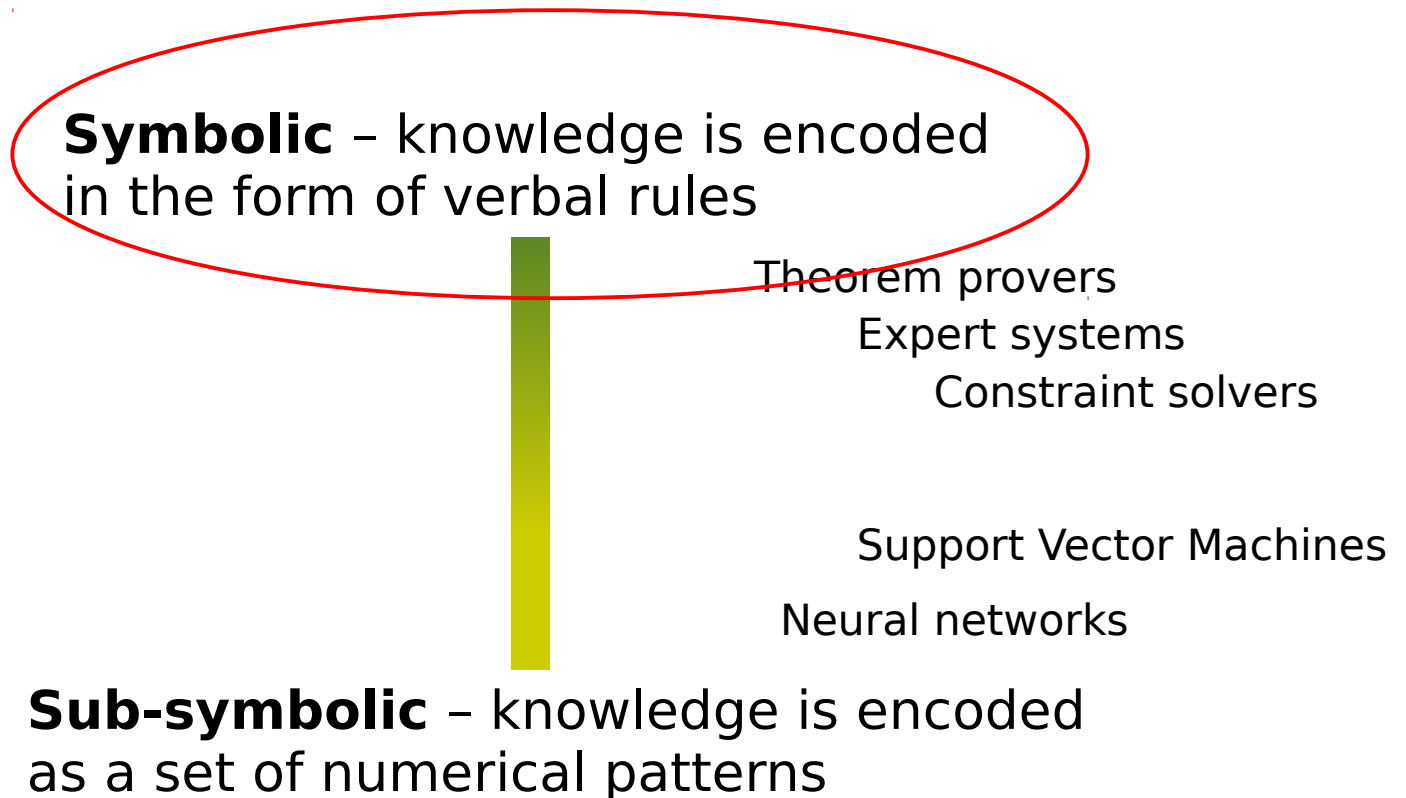 Symbolic – knowledge is encoded
in the form of verbal rules
Theorem provers
Expert systems
Constraint solvers
Support Vector Machines
Neural networks
Sub-symbolic – knowledge is encoded
as a set of numerical patterns